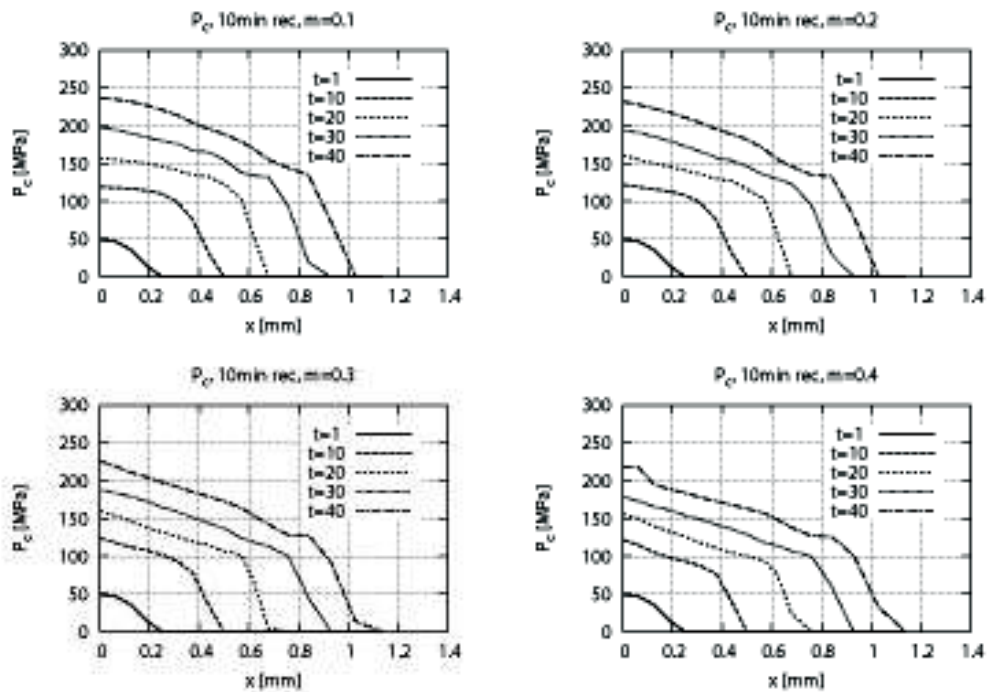 P_c, 10min rec, m=0.1
300
250
200
150
100
50
0
P_c [MPa]
t=1
t=10
t=20
t=30
t=40
0 0.2 0.4 0.6 0.8 1 1.2 1.4
x [mm]
P_c, 10min rec, m=0.2
300
250
200
150
100
50
0
P_c [MPa]
t=1
t=10
t=20
t=30
t=40
0 0.2 0.4 0.6 0.8 1 1.2 1.4
x [mm]
P_c, 10min rec, m=0.3
300
250
200
150
100
50
0
P_c [MPa]
t=1
t=10
t=20
t=30
t=40
0 0.2 0.4 0.6 0.8 1 1.2 1.4
x [mm]
P_c, 10min rec, m=0.4
300
250
200
150
100
50
0
P_c [MPa]
t=1
t=10
t=20
t=30
t=40
0 0.2 0.4 0.6 0.8 1 1.2 1.4
x [mm]